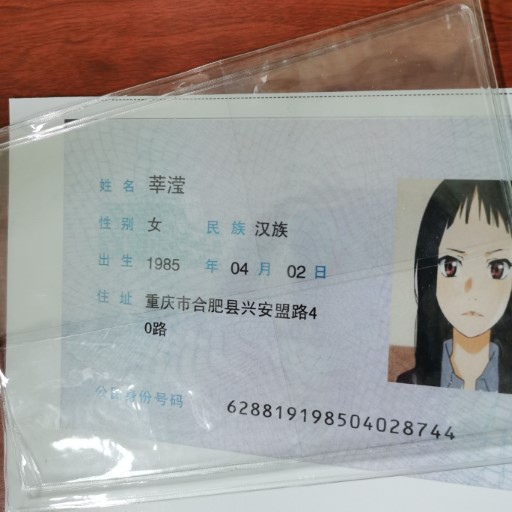 姓名 莘滢
性别 女 民族 汉族
出生 1985 年 04 月 02 日
住址 重庆市合肥县兴安盟路4
0路
公民身份号码 628819198504028744